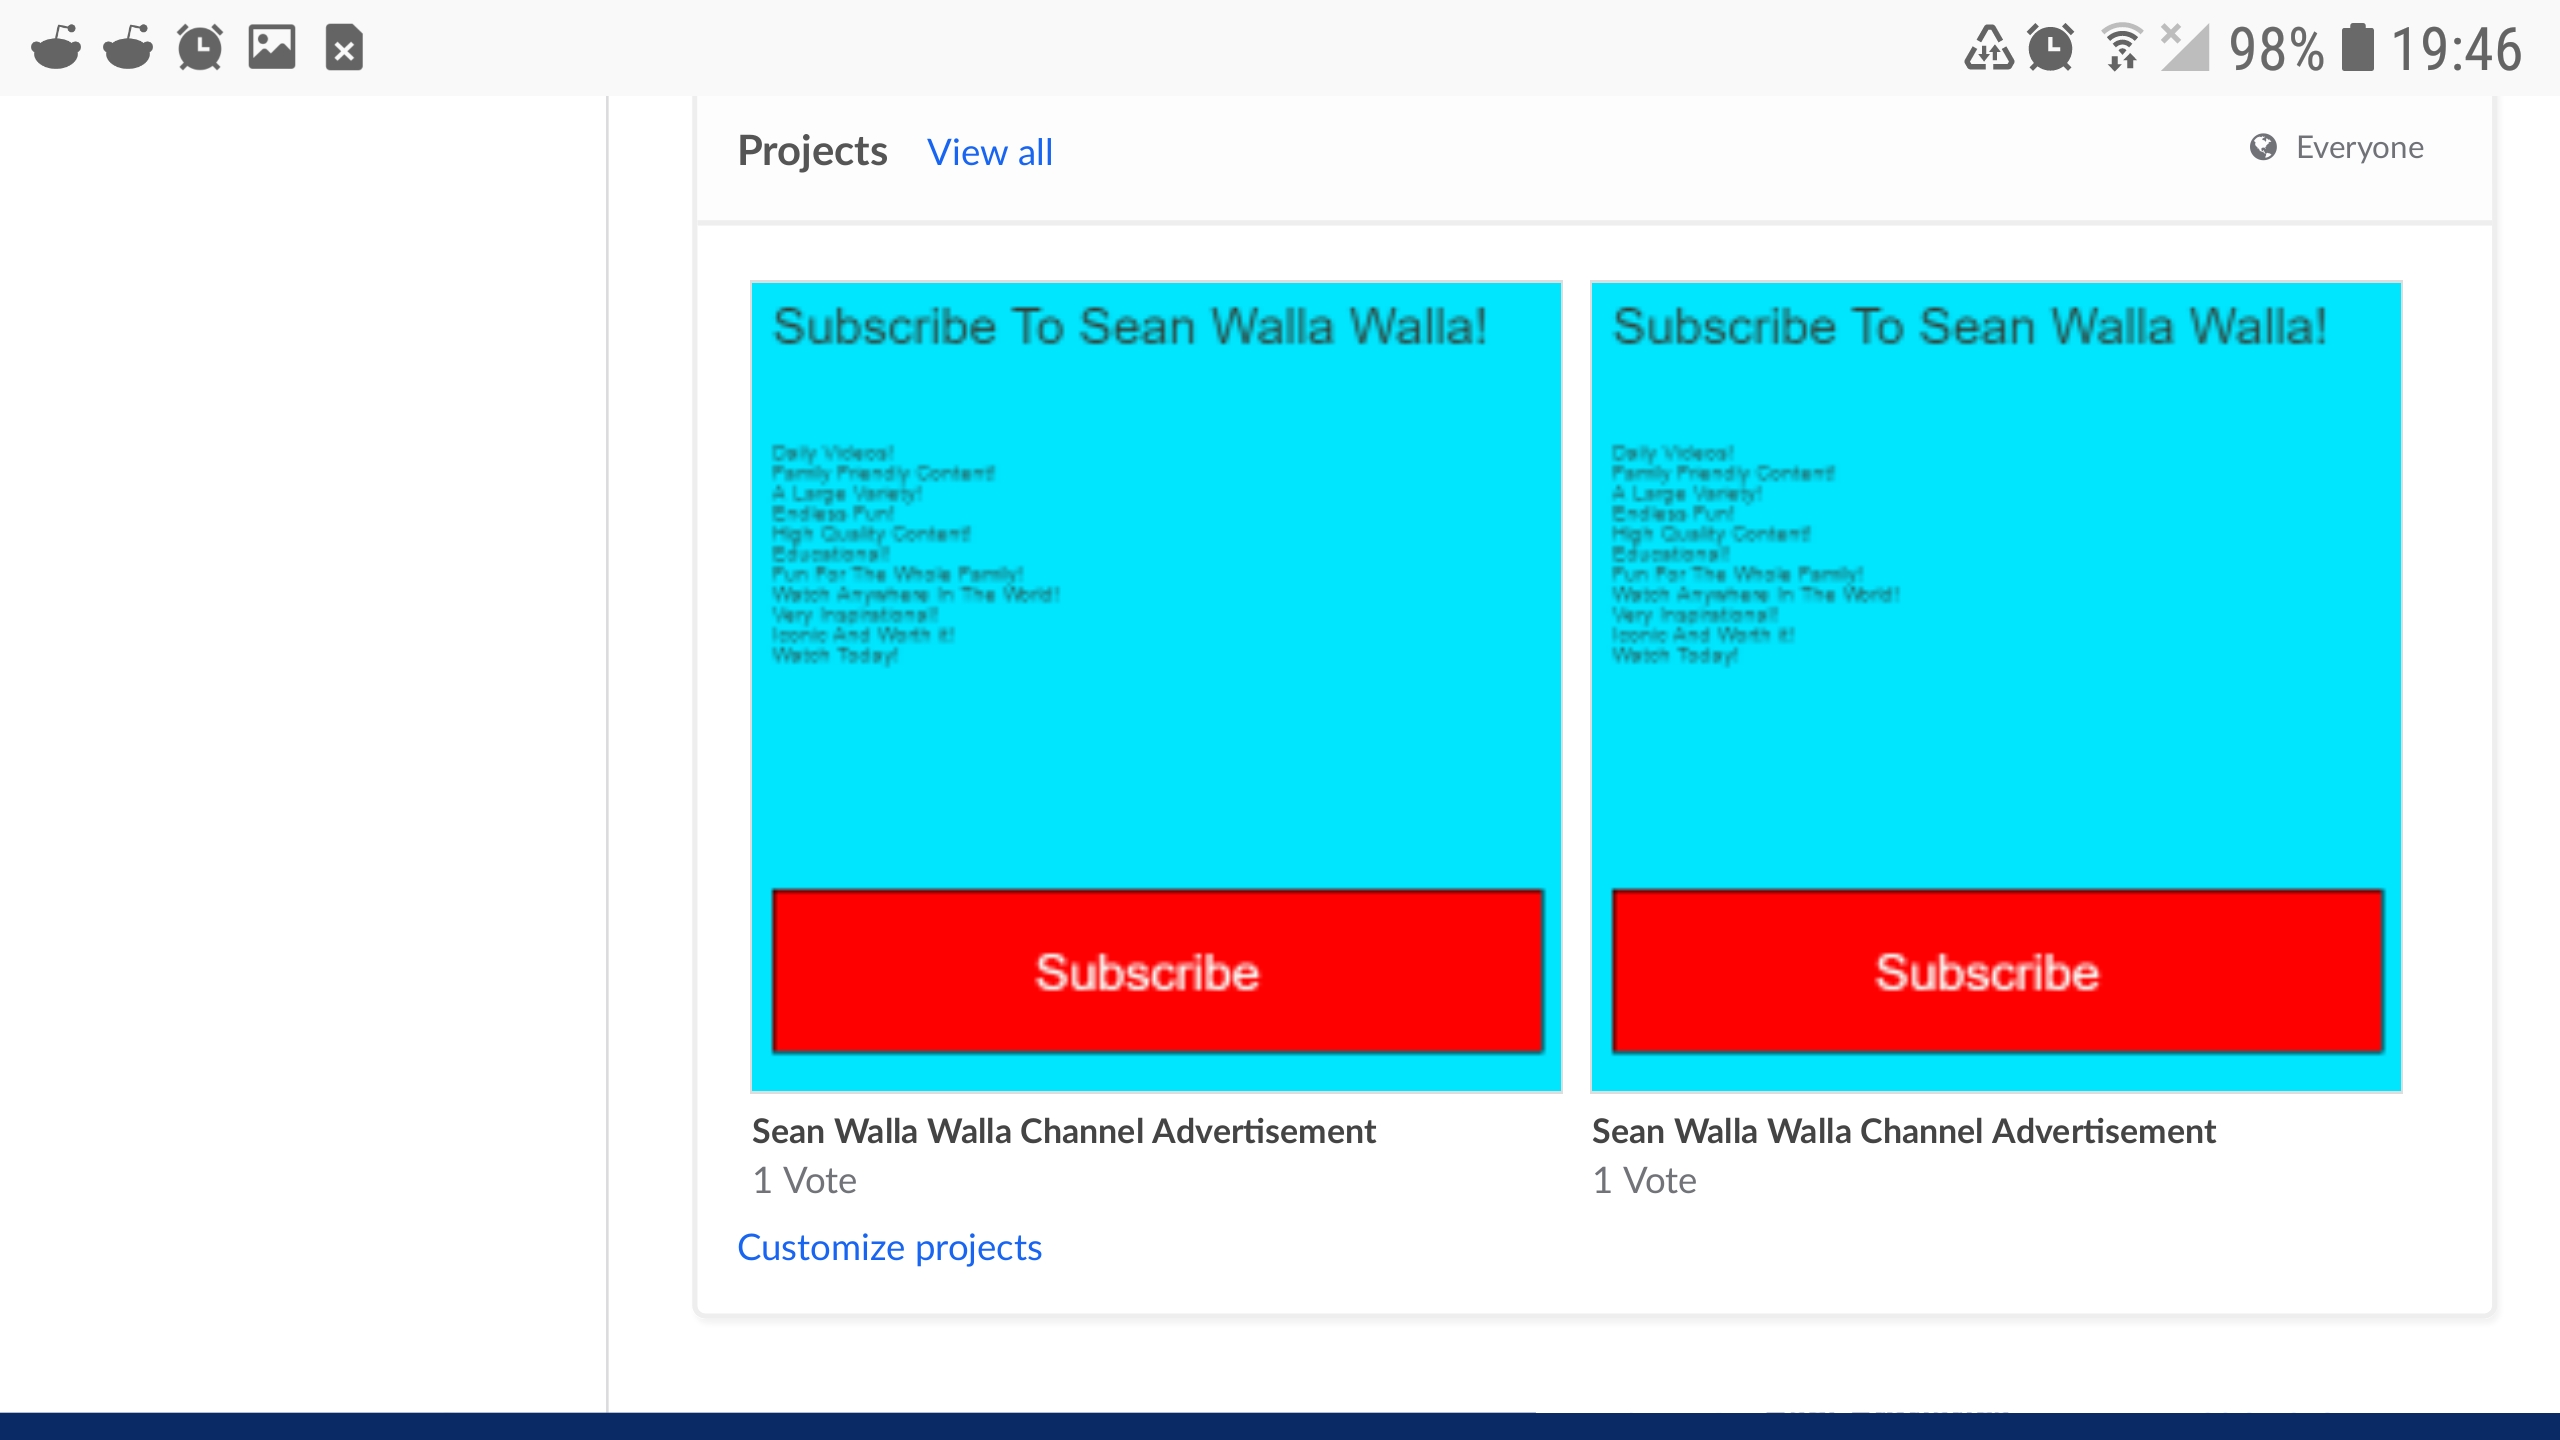 98% 19:46
Projects View all Everyone
Subscribe To Sean Walla Walla!
Daily Videos!
Family Friendly Content!
A Large Variety!
Endless Fun!
High Quality Content!
Educational!
Fun For The Whole Family!
Watch Anywhere In The World!
Very Inspirational!
Iconic And Worth it!
Watch Today!
Subscribe
Sean Walla Walla Channel Advertisement
1 Vote
Subscribe To Sean Walla Walla!
Daily Videos!
Family Friendly Content!
A Large Variety!
Endless Fun!
High Quality Content!
Educational!
Fun For The Whole Family!
Watch Anywhere In The World!
Very Inspirational!
Iconic And Worth it!
Watch Today!
Subscribe
Sean Walla Walla Channel Advertisement
1 Vote
Customize projects